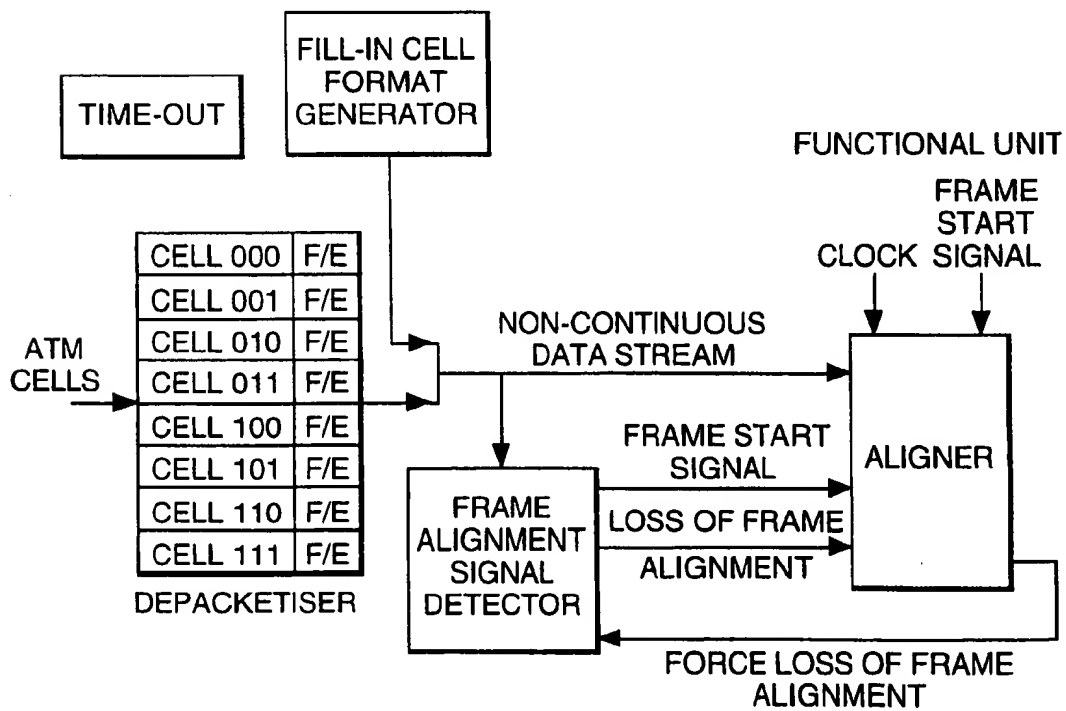 FILL-IN CELL
FORMAT
GENERATOR
TIME-OUT
FUNCTIONAL UNIT
FRAME
START
CLOCK SIGNAL
CELL 000 F/E
CELL 001 F/E
CELL 010 F/E
CELL 011 F/E
CELL 100 F/E
CELL 101 F/E
CELL 110 F/E
CELL 111 F/E
DEPACKETISER
ATM
CELLS
NON-CONTINUOUS
DATA STREAM
FRAME START
SIGNAL
LOSS OF FRAME
ALIGNMENT
ALIGNER
FRAME
ALIGNMENT
SIGNAL
DETECTOR
FORCE LOSS OF FRAME
ALIGNMENT